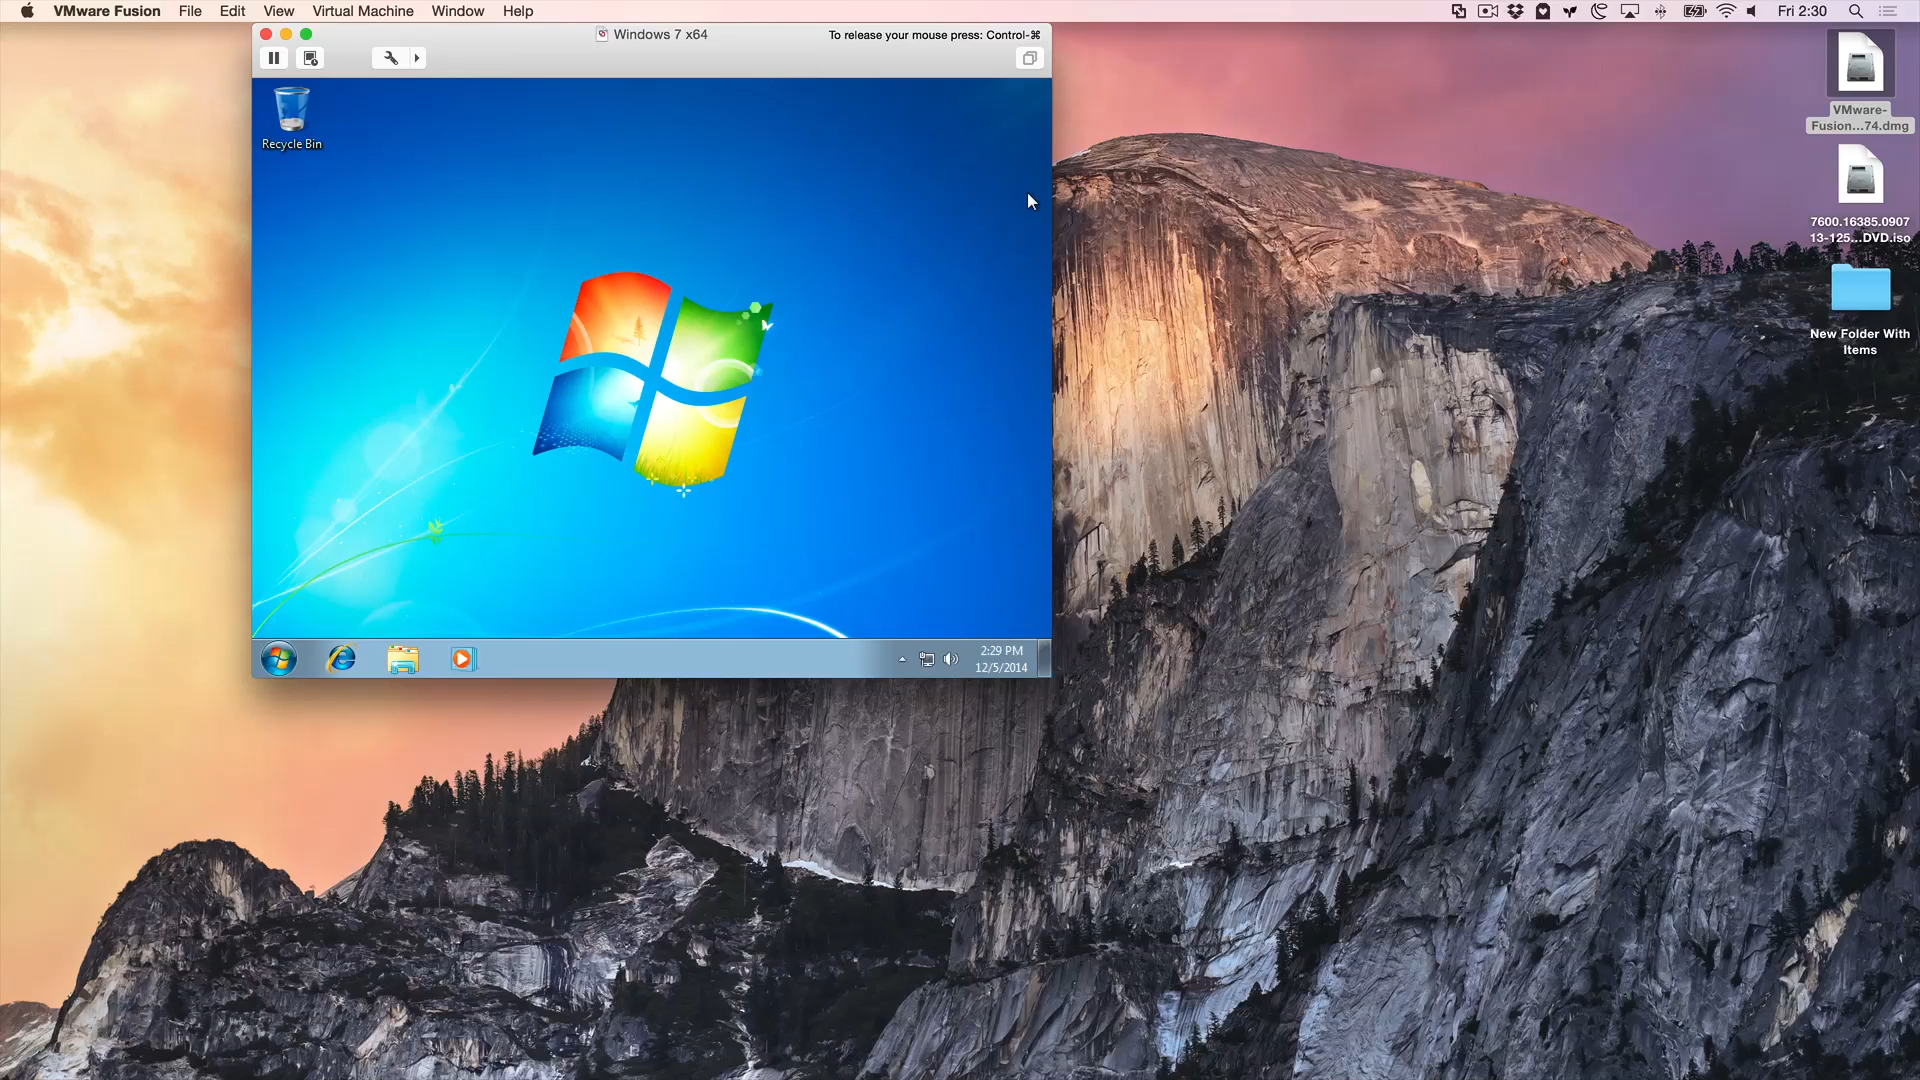 VMware Fusion File Edit View Virtual Machine Window Help Fri 2:30
Windows 7 x64 To release your mouse press: Control-⌘
Recycle Bin
2:29 PM
12/5/2014
VMware-
Fusion...74.dmg
7600.16385.0907
13-125...DVD.iso
New Folder With
Items